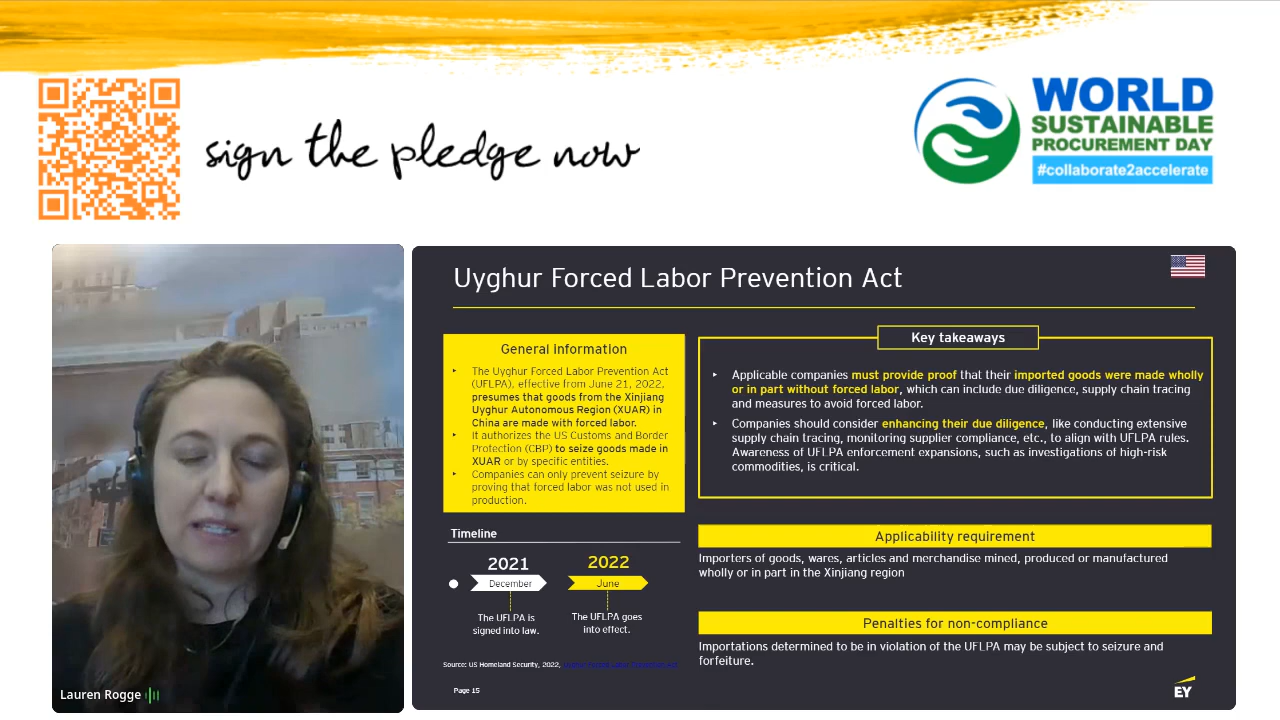 sign the pledge now
WORLD
SUSTAINABLE
PROCUREMENT DAY
#collaborate2accelerate
Uyghur Forced Labor Prevention Act
General information
‣ The Uyghur Forced Labor Prevention Act
(UFLPA), effective from June 21, 2022,
presumes that goods from the Xinjiang
Uyghur Autonomous Region (XUAR) in
China are made with forced labor.
‣ It authorizes the US Customs and Border
Protection (CBP) to seize goods made in
XUAR or by specific entities.
‣ Companies can only prevent seizure by
proving that forced labor was not used in
production.
Key takeaways
‣ Applicable companies must provide proof that their imported goods were made wholly
or in part without forced labor, which can include due diligence, supply chain tracing
and measures to avoid forced labor.
‣ Companies should consider enhancing their due diligence, like conducting extensive
supply chain tracing, monitoring supplier compliance, etc., to align with UFLPA rules.
Awareness of UFLPA enforcement expansions, such as investigations of high-risk
commodities, is critical.
Timeline
2021
December
The UFLPA is
signed into law.
2022
June
The UFLPA goes
into effect.
Applicability requirement
Importers of goods, wares, articles and merchandise mined, produced or manufactured
wholly or in part in the Xinjiang region
Penalties for non-compliance
Importations determined to be in violation of the UFLPA may be subject to seizure and
forfeiture.
Source: US Homeland Security, 2022, Uyghur Forced Labor Prevention Act
Page 15
EY
Lauren Rogge